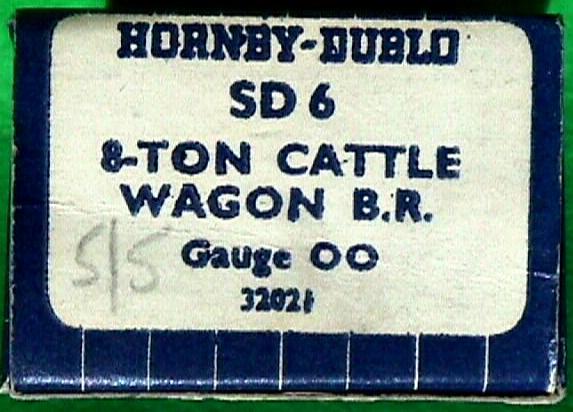 HORNBY-DUBLO
SD 6
8-TON CATTLE
WAGON B.R.
Gauge OO
5/5
32021